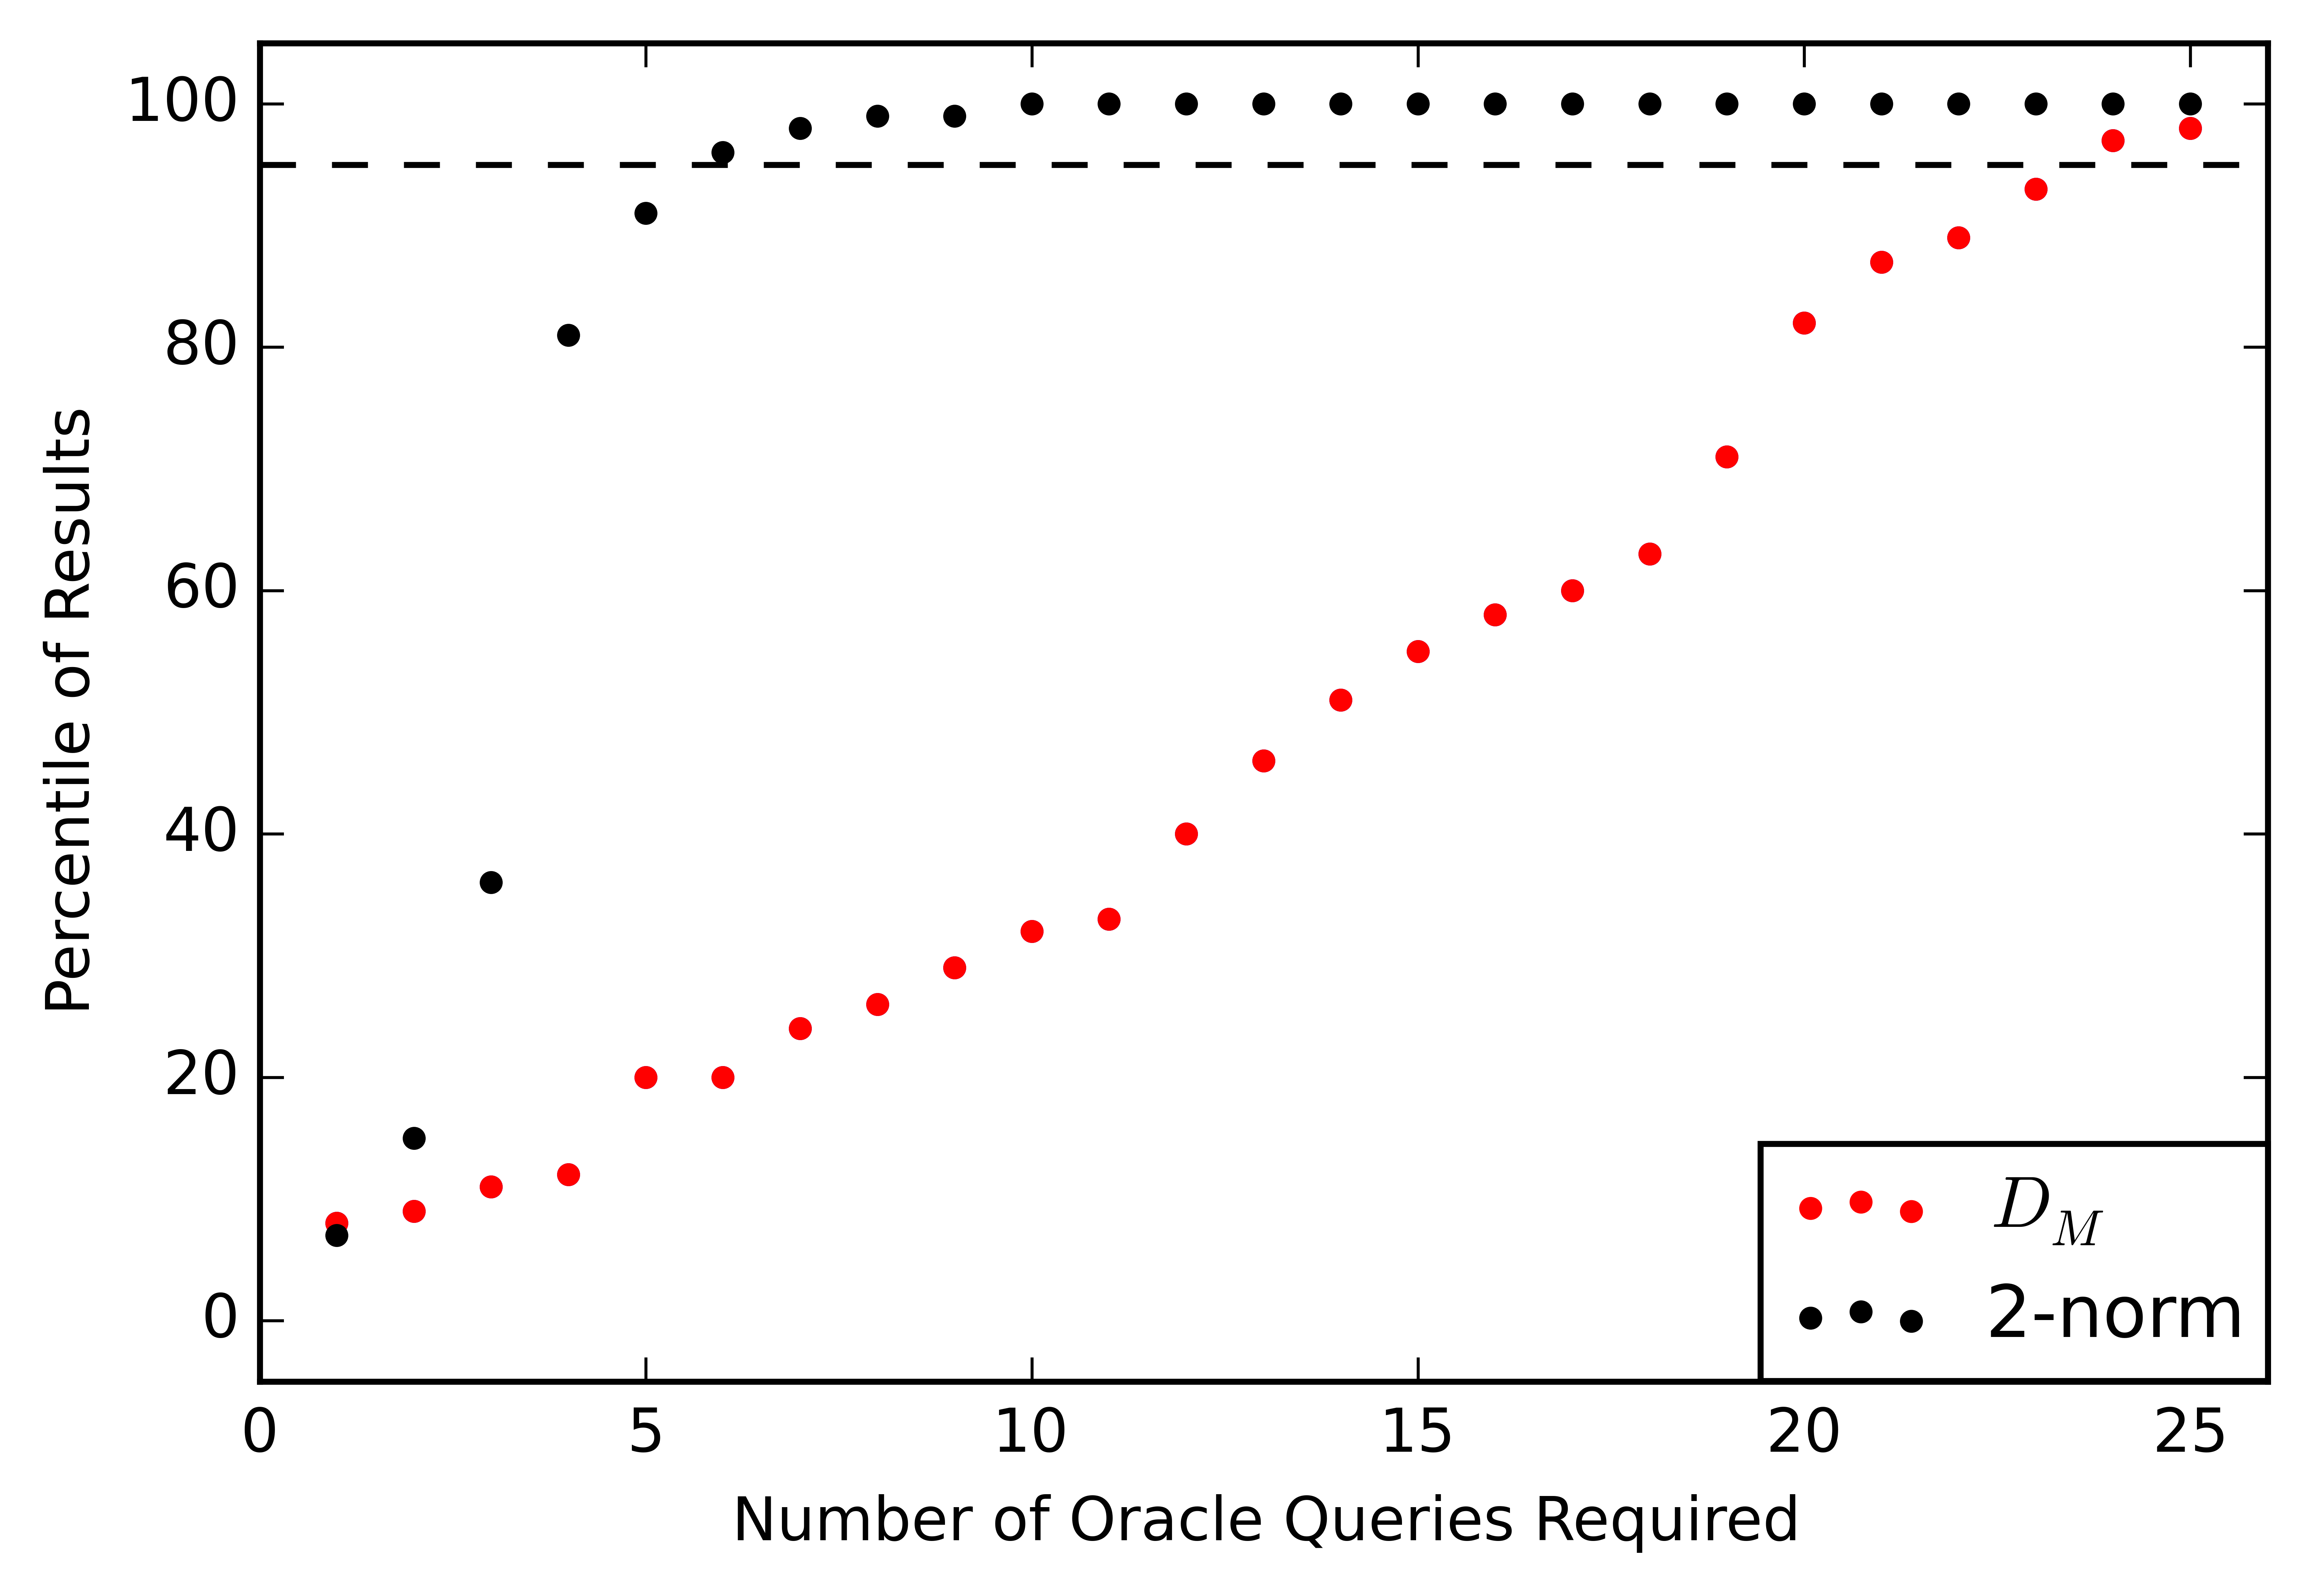 100
80
60
40
20
0
Percentile of Results
0 5 10 15 20 25
Number of Oracle Queries Required
D_M
2-norm